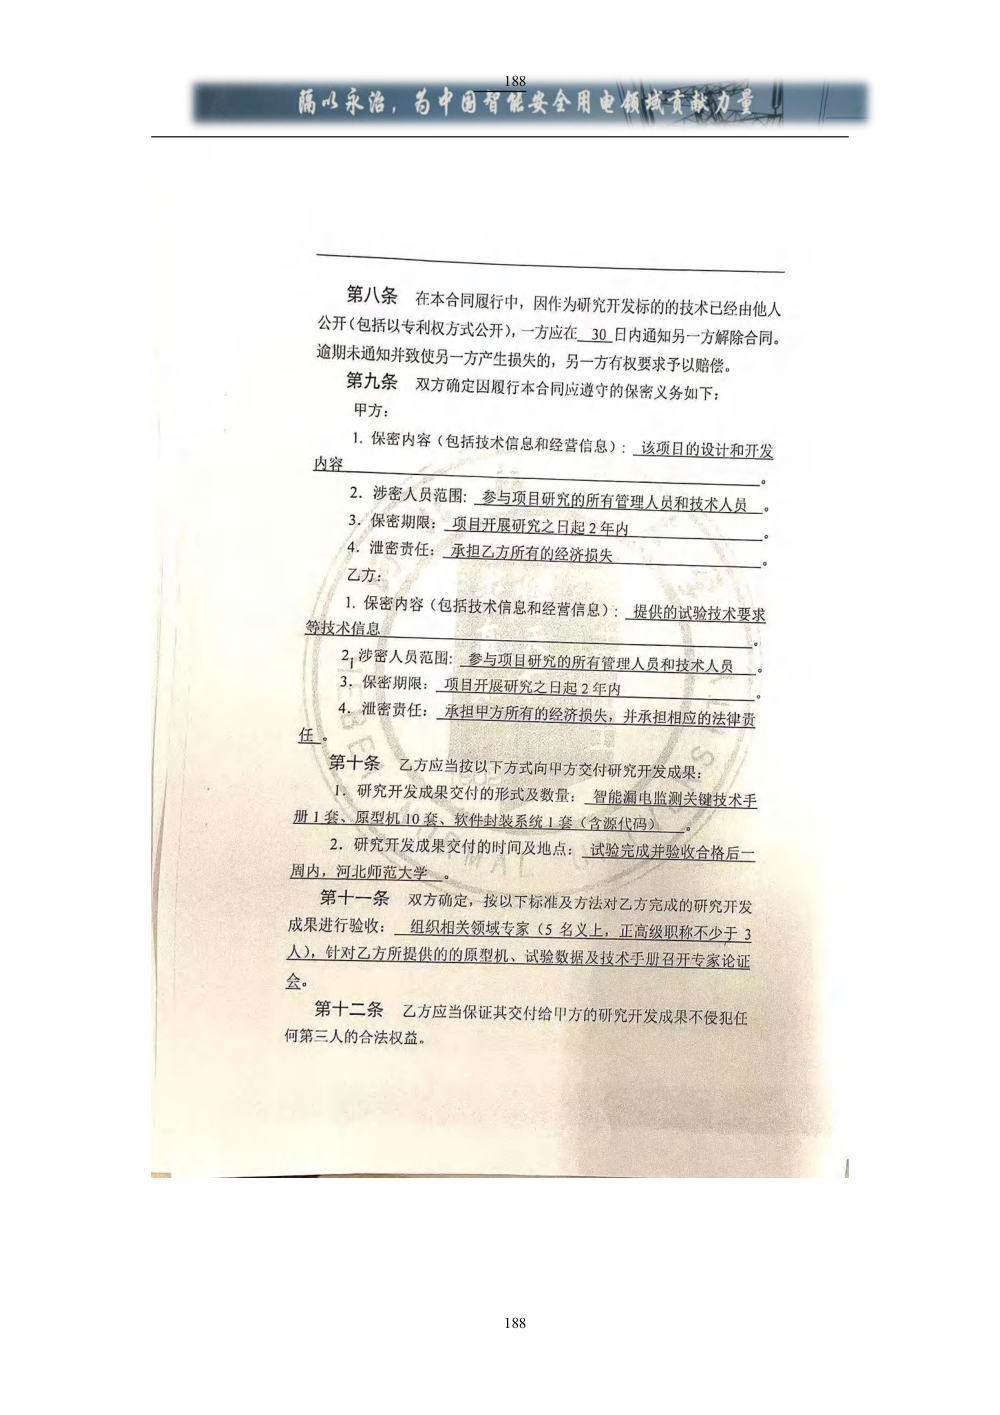 188
隔以永治，为中国智能安全用电领域贡献力量
第八条 在本合同履行中，因作为研究开发标的的技术已经由他人
公开（包括以专利权方式公开），一方应在 30 日内通知另一方解除合同。
逾期未通知并致使另一方产生损失的，另一方有权要求予以赔偿。
第九条 双方确定因履行本合同应遵守的保密义务如下：
甲方：
1. 保密内容（包括技术信息和经营信息）： 该项目的设计和开发
内容 。
2. 涉密人员范围： 参与项目研究的所有管理人员和技术人员 。
3. 保密期限： 项目开展研究之日起 2 年内 。
4. 泄密责任： 承担乙方所有的经济损失 。
乙方：
1. 保密内容（包括技术信息和经营信息）： 提供的试验技术要求
等技术信息 。
2. 涉密人员范围： 参与项目研究的所有管理人员和技术人员 。
3. 保密期限： 项目开展研究之日起 2 年内 。
4. 泄密责任： 承担甲方所有的经济损失，并承担相应的法律责
任 。
第十条 乙方应当按以下方式向甲方交付研究开发成果：
1. 研究开发成果交付的形式及数量： 智能漏电监测关键技术手
册 1 套、原型机 10 套、软件封装系统 1 套（含源代码） 。
2. 研究开发成果交付的时间及地点： 试验完成并验收合格后一
周内，河北师范大学 。
第十一条 双方确定，按以下标准及方法对乙方完成的研究开发
成果进行验收： 组织相关领域专家（5 名义上，正高级职称不少于 3
人），针对乙方所提供的的原型机、试验数据及技术手册召开专家论证
会。
第十二条 乙方应当保证其交付给甲方的研究开发成果不侵犯任
何第三人的合法权益。
188